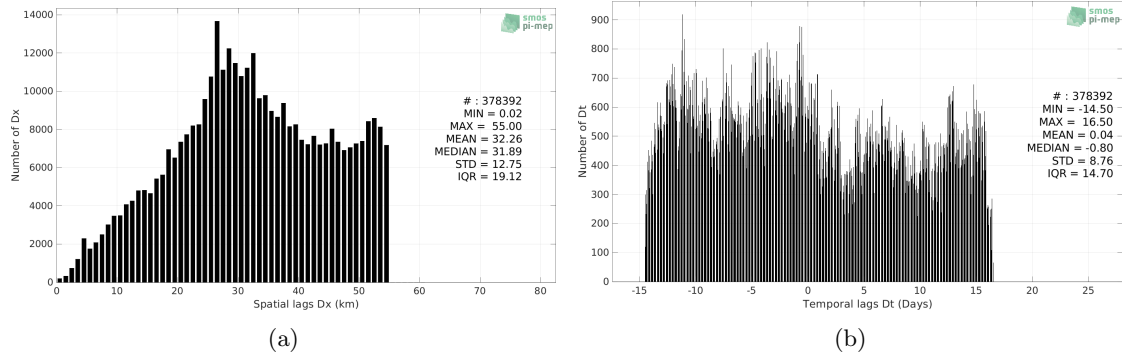 14000
12000
10000
8000
6000
4000
2000
0
Number of Dx
0 10 20 30 40 50 60 70 80
Spatial lags Dx (km)
smos
pi-mep
# : 378392
MIN = 0.02
MAX = 55.00
MEAN = 32.26
MEDIAN = 31.89
STD = 12.75
IQR = 19.12
(a)
900
800
700
600
500
400
300
200
100
0
Number of Dt
-15 -10 -5 0 5 10 15 20 25
Temporal lags Dt (Days)
smos
pi-mep
# : 378392
MIN = -14.50
MAX = 16.50
MEAN = 0.04
MEDIAN = -0.80
STD = 8.76
IQR = 14.70
(b)